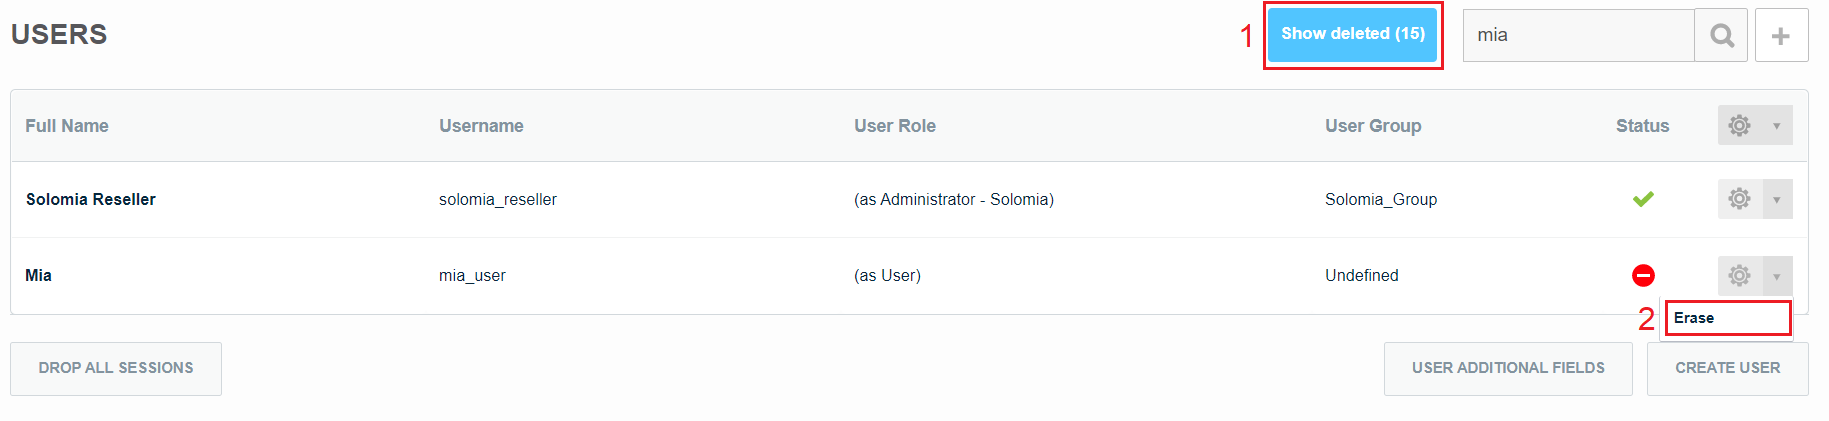 USERS
1 Show deleted (15) mia
Full Name Username User Role User Group Status
Solomia Reseller solomia_reseller (as Administrator - Solomia) Solomia_Group
Mia mia_user (as User) Undefined
2 Erase
DROP ALL SESSIONS USER ADDITIONAL FIELDS CREATE USER